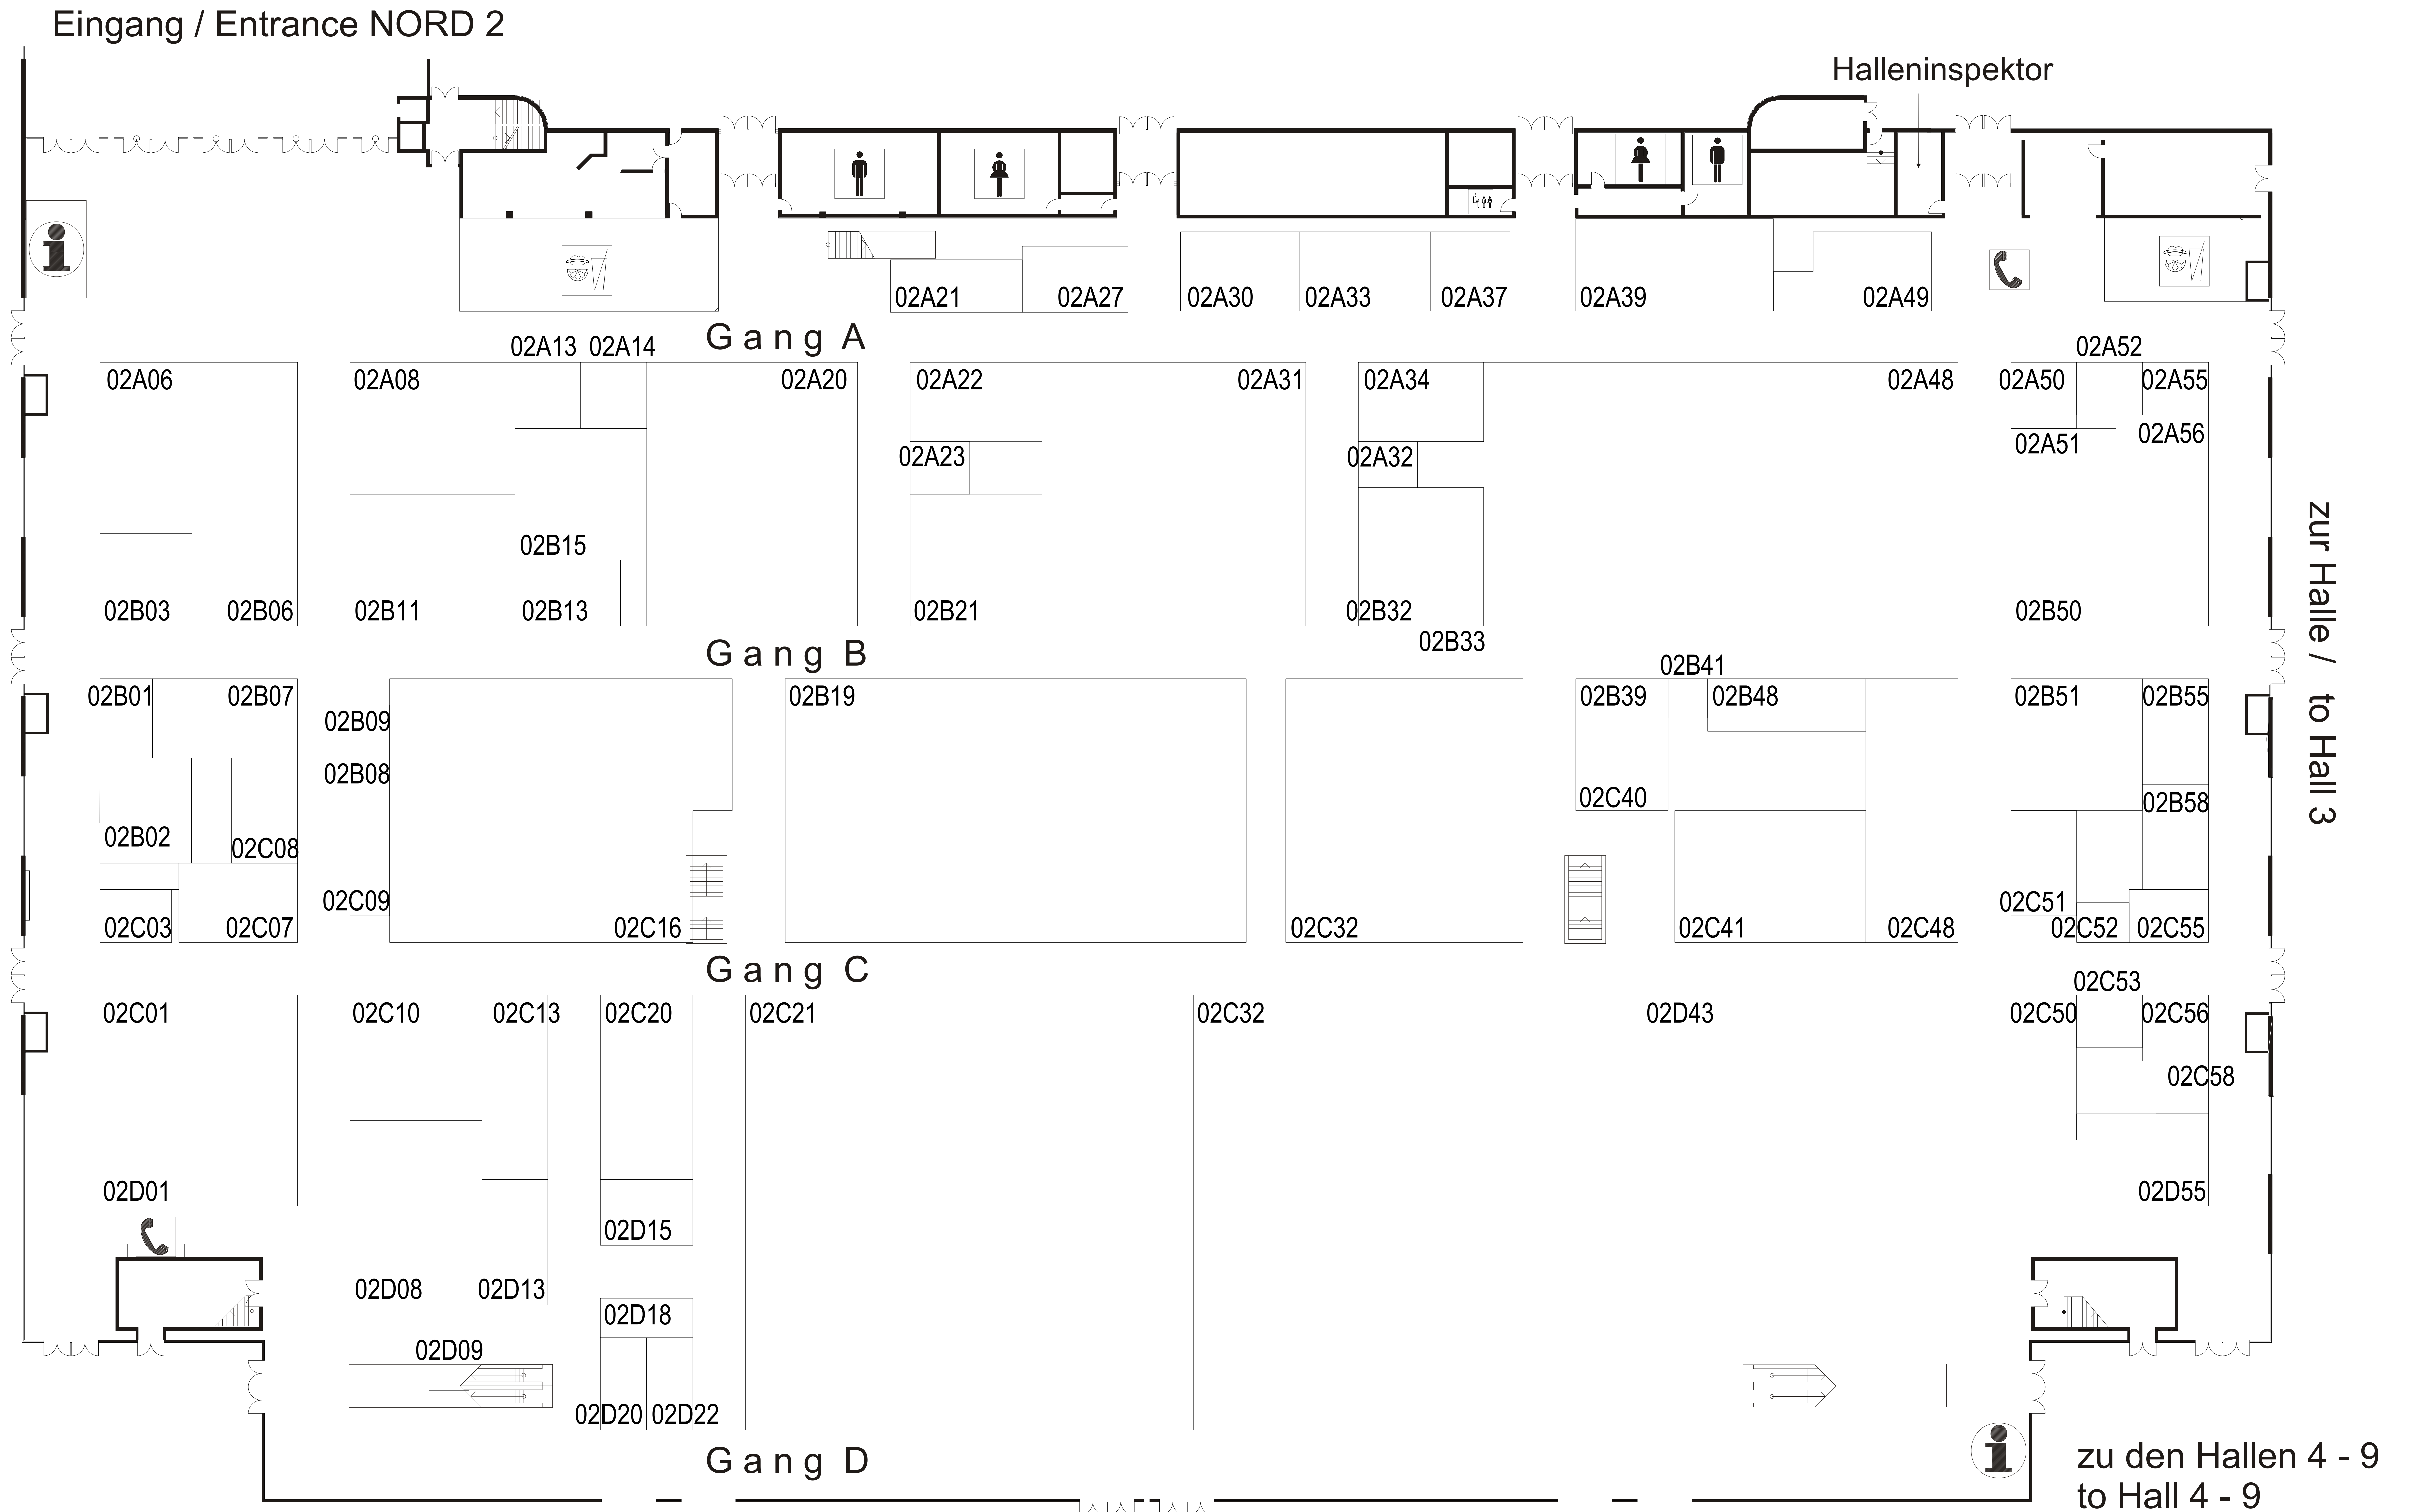 Eingang / Entrance NORD 2
Halleninspektor
02A21
02A27
02A30
02A33
02A37
02A39
02A49
Gang A
02A13
02A14
02A52
02A06
02A08
02A20
02A22
02A31
02A34
02A48
02A50
02A55
02A23
02A32
02A51
02A56
02B15
02B03
02B06
02B11
02B13
02B21
02B32
02B50
02B33
Gang B
zur Halle / to Hall 3
02B41
02B01
02B07
02B09
02B19
02B39
02B48
02B51
02B55
02B08
02C40
02B58
02B02
02C08
02C09
02C51
02C03
02C07
02C16
02C32
02C41
02C48
02C52
02C55
Gang C
02C53
02C01
02C10
02C13
02C20
02C21
02C32
02D43
02C50
02C56
02C58
02D01
02D55
02D15
02D08
02D13
02D18
02D09
02D20
02D22
Gang D
zu den Hallen 4 - 9
to Hall 4 - 9